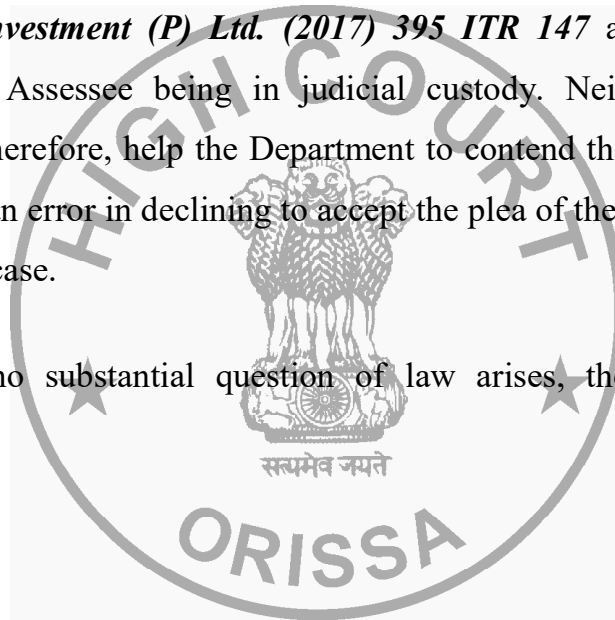 nvestment (P) Ltd. (2017) 395 ITR 147 a
Assessee being in judicial custody. Nei
herefore, help the Department to contend th
n error in declining to accept the plea of the
case.
no substantial question of law arises, the
HIGH COURT
सत्यमेव जयते
ORISSA